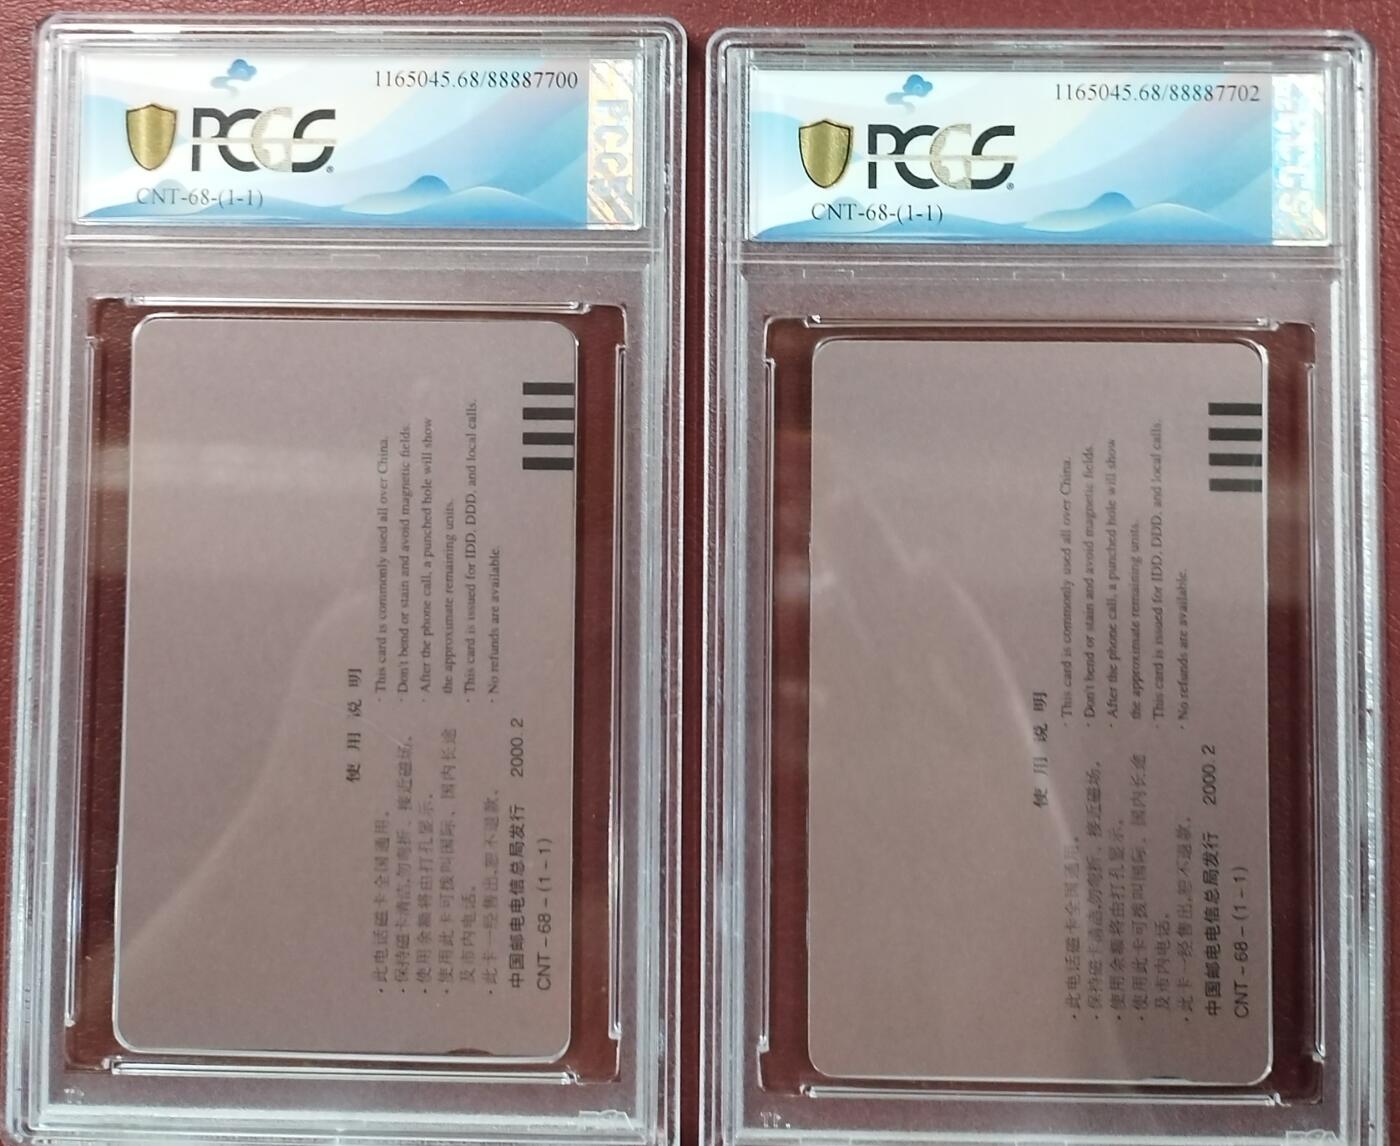 1165045.68/88887700
PCGS
CNT-68-(1-1)
PCGS
使用说明
·此电话磁卡全国通用。
·保持磁卡清洁,勿弯折、接近磁场。
·使用余额将由打孔显示。
·使用此卡可拨叫国际、国内长途
及市内电话。
·此卡一经售出,恕不退款。
·This card is commonly used all over China.
·Don't bend or stain and avoid magnetic fields.
·After the phone call, a punched hole will show
the approximate remaining units.
·This card is issued for IDD, DDD, and local calls.
·No refunds are available.
中国邮电电信总局发行 2000.2
CNT-68-(1-1)
1165045.68/88887702
PCGS
CNT-68-(1-1)
PCGS
使用说明
·此电话磁卡全国通用。
·保持磁卡清洁,勿弯折、接近磁场。
·使用余额将由打孔显示。
·使用此卡可拨叫国际、国内长途
及市内电话。
·此卡一经售出,恕不退款。
·This card is commonly used all over China.
·Don't bend or stain and avoid magnetic fields.
·After the phone call, a punched hole will show
the approximate remaining units.
·This card is issued for IDD, DDD, and local calls.
·No refunds are available.
中国邮电电信总局发行 2000.2
CNT-68-(1-1)